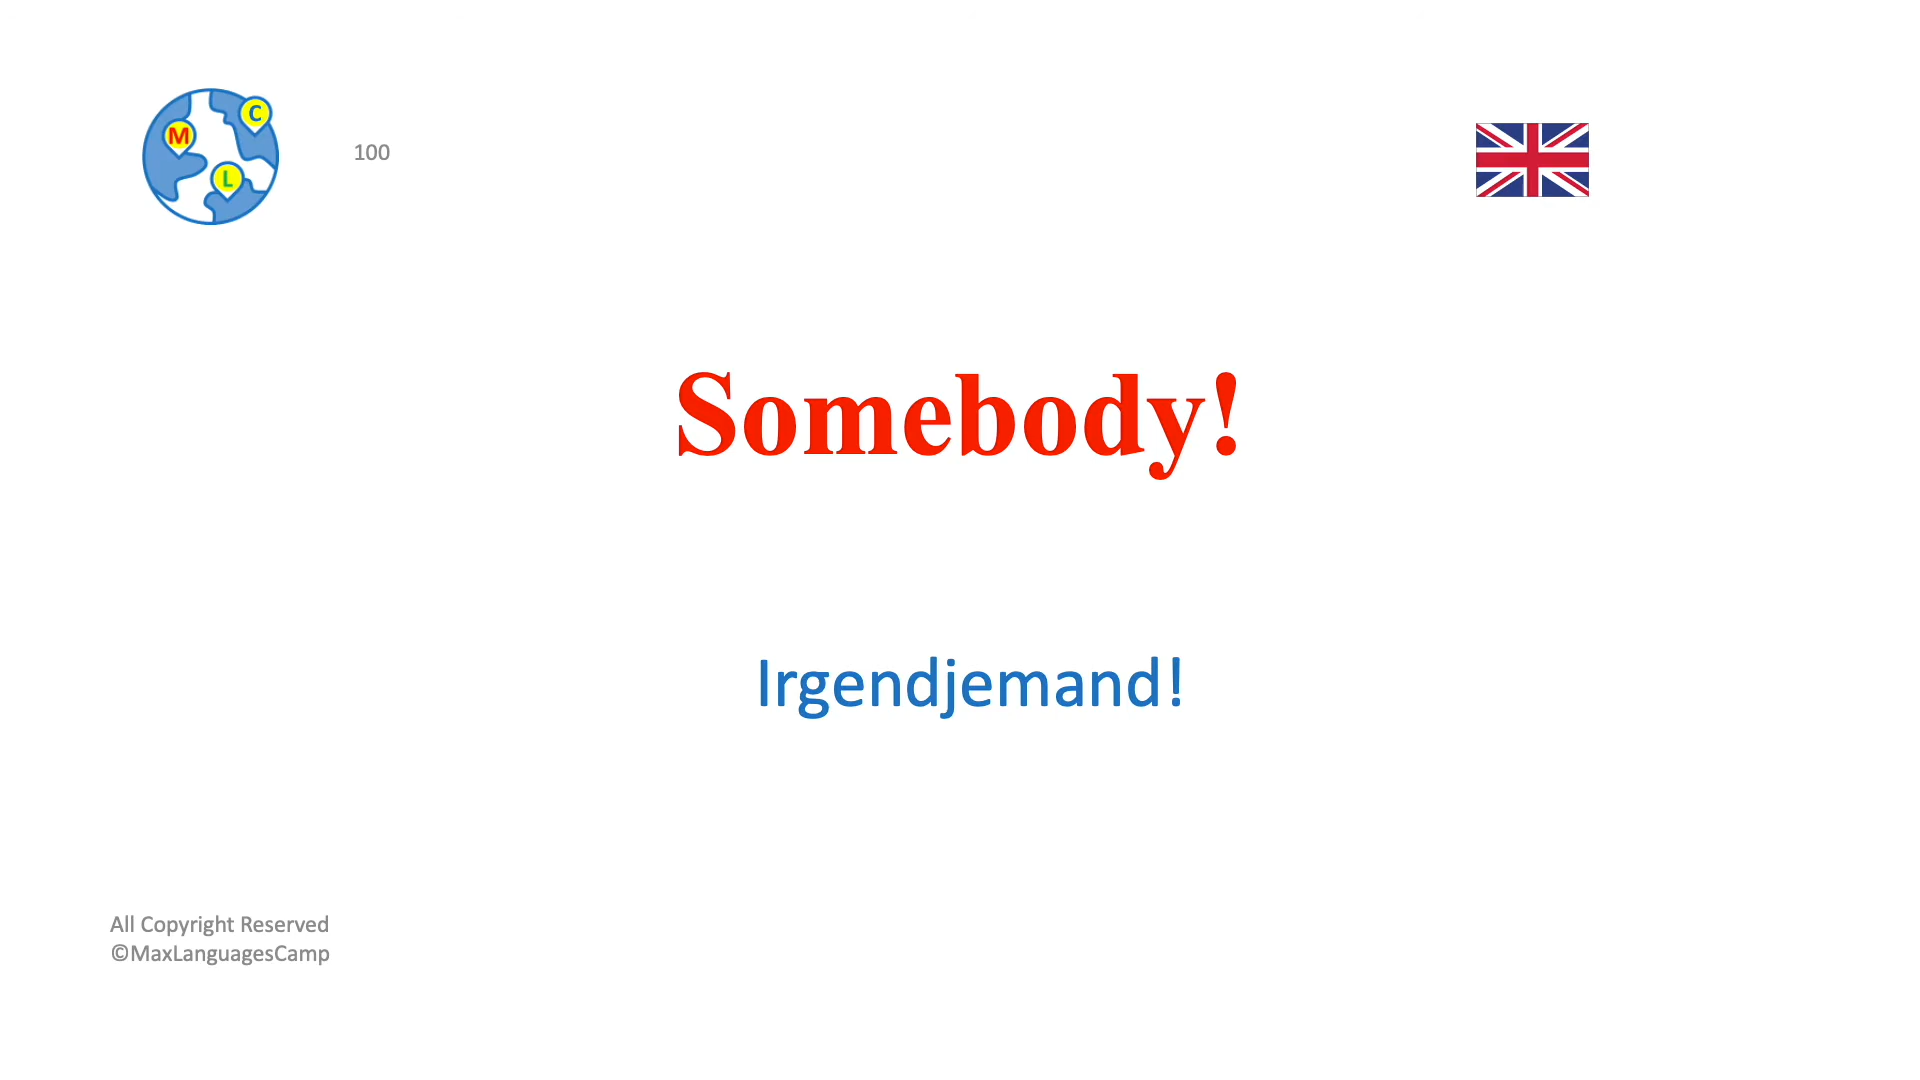 C
M
L
100
Somebody!
Irgendjemand!
All Copyright Reserved
©MaxLanguagesCamp